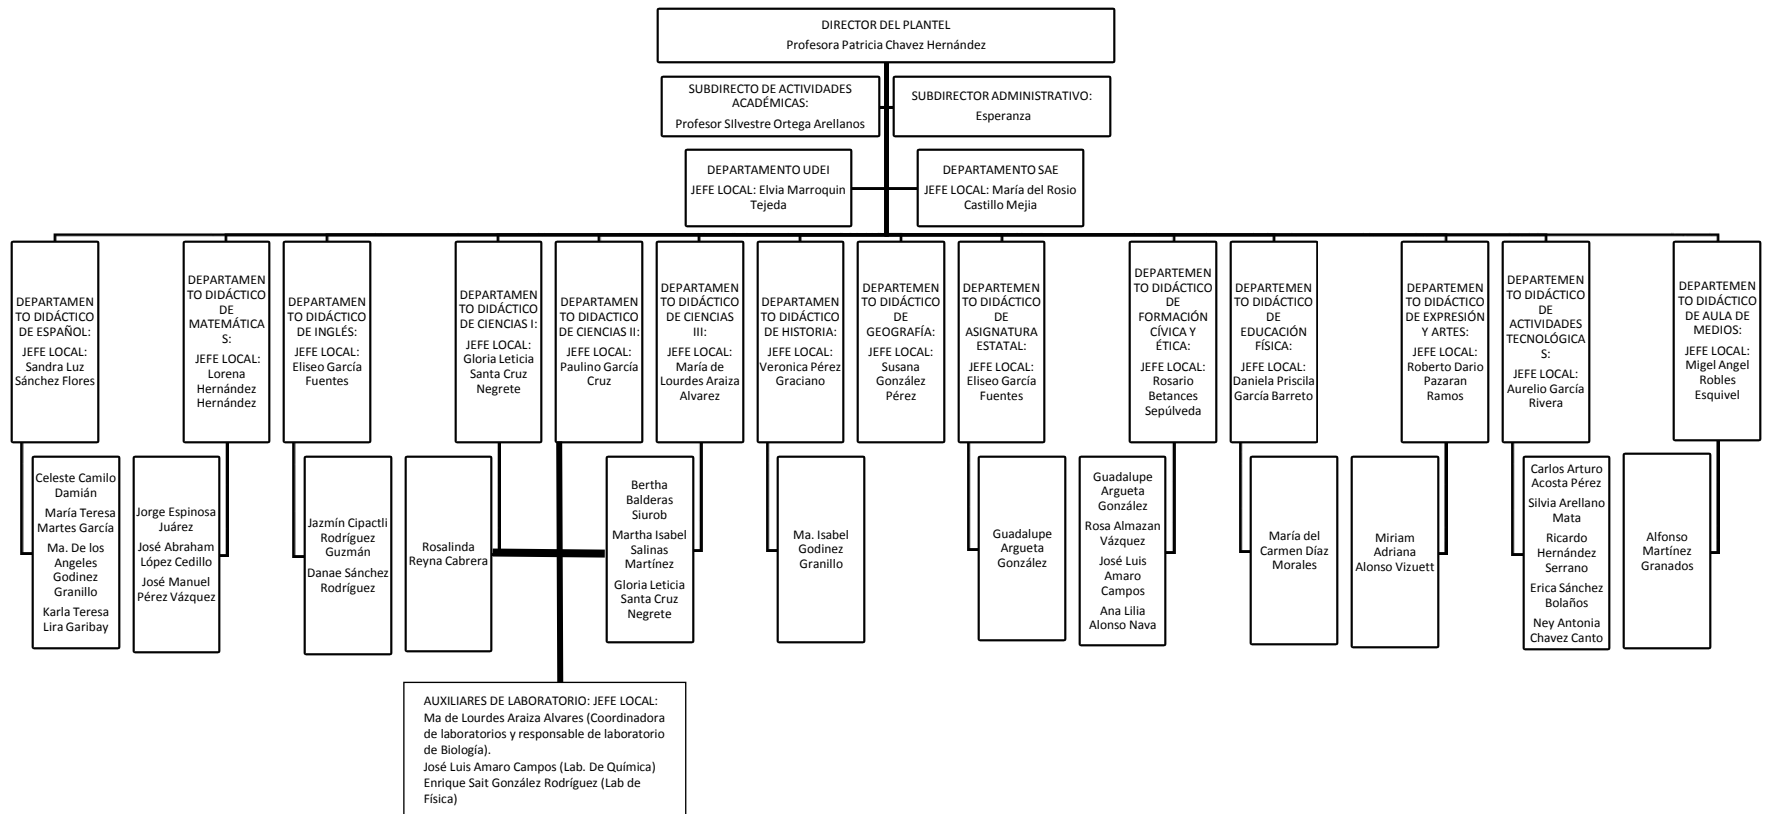 DIRECTOR DEL PLANTEL
Profesora Patricia Chavez Hernández
SUBDIRECTO DE ACTIVIDADES
ACADÉMICAS:
Profesor SIlvestre Ortega Arellanos
SUBDIRECTOR ADMINISTRATIVO:
Esperanza
DEPARTAMENTO UDEI
JEFE LOCAL: Elvia Marroquin
Tejeda
DEPARTAMENTO SAE
JEFE LOCAL: María del Rosio
Castillo Mejia
DEPARTAMEN
TO DIDÁCTICO
DE ESPAÑOL:
JEFE LOCAL:
Sandra Luz
Sánchez Flores
DEPARTAMEN
TO DIDÁCTICO
DE
MATEMÁTICA
S:
JEFE LOCAL:
Lorena
Hernández
Hernández
DEPARTAMEN
TO DIDÁCTICO
DE INGLÉS:
JEFE LOCAL:
Eliseo García
Fuentes
DEPARTAMEN
TO DIDÁCTICO
DE CIENCIAS I:
JEFE LOCAL:
Gloria Leticia
Santa Cruz
Negrete
DEPARTAMEN
TO DIDACTICO
DE CIENCIAS II:
JEFE LOCAL:
Paulino García
Cruz
DEPARTAMEN
TO DIDÁCTICO
DE CIENCIAS
III:
JEFE LOCAL:
María de
Lourdes Araiza
Alvarez
DEPARTAMEN
TO DIDÁCTICO
DE HISTORIA:
JEFE LOCAL:
Veronica Pérez
Graciano
DEPARTEMEN
TO DIDÁCTICO
DE
GEOGRAFÍA:
JEFE LOCAL:
Susana
González
Pérez
DEPARTEMEN
TO DIDÁCTICO
DE
ASIGNATURA
ESTATAL:
JEFE LOCAL:
Eliseo García
Fuentes
DEPARTEMEN
TO DIDÁCTICO
DE
FORMACIÓN
CÍVICA Y
ÉTICA:
JEFE LOCAL:
Rosario
Betances
Sepúlveda
DEPARTEMEN
TO DIDÁCTICO
DE
EDUCACIÓN
FÍSICA:
JEFE LOCAL:
Daniela Priscila
García Barreto
DEPARTEMEN
TO DIDÁCTICO
DE EXPRESIÓN
Y ARTES:
JEFE LOCAL:
Roberto Dario
Pazaran
Ramos
DEPARTEMEN
TO DIDÁCTICO
DE
ACTIVIDADES
TECNOLÓGICA
S:
JEFE LOCAL:
Aurelio García
Rivera
DEPARTEMEN
TO DIDÁCTICO
DE AULA DE
MEDIOS:
JEFE LOCAL:
Migel Angel
Robles
Esquivel
Celeste Camilo
Damián
María Teresa
Martes García
Ma. De los
Angeles
Godinez
Granillo
Karla Teresa
Lira Garibay
Jorge Espinosa
Juárez
José Abraham
López Cedillo
José Manuel
Pérez Vázquez
Jazmín Cipactli
Rodríguez
Guzmán
Danae Sánchez
Rodríguez
Rosalinda
Reyna Cabrera
Bertha
Balderas
Siurob
Martha Isabel
Salinas
Martínez
Gloria Leticia
Santa Cruz
Negrete
Ma. Isabel
Godinez
Granillo
Guadalupe
Argueta
González
Guadalupe
Argueta
González
Rosa Almazan
Vázquez
José Luis
Amaro
Campos
Ana Lilia
Alonso Nava
María del
Carmen Díaz
Morales
Miriam
Adriana
Alonso Vizuett
Carlos Arturo
Acosta Pérez
Silvia Arellano
Mata
Ricardo
Hernández
Serrano
Erica Sánchez
Bolaños
Ney Antonia
Chavez Canto
Alfonso
Martínez
Granados
AUXILIARES DE LABORATORIO: JEFE LOCAL:
Ma de Lourdes Araiza Alvares (Coordinadora
de laboratorios y responsable de laboratorio
de Biología).
José Luis Amaro Campos (Lab. De Química)
Enrique Sait González Rodríguez (Lab de
Física)